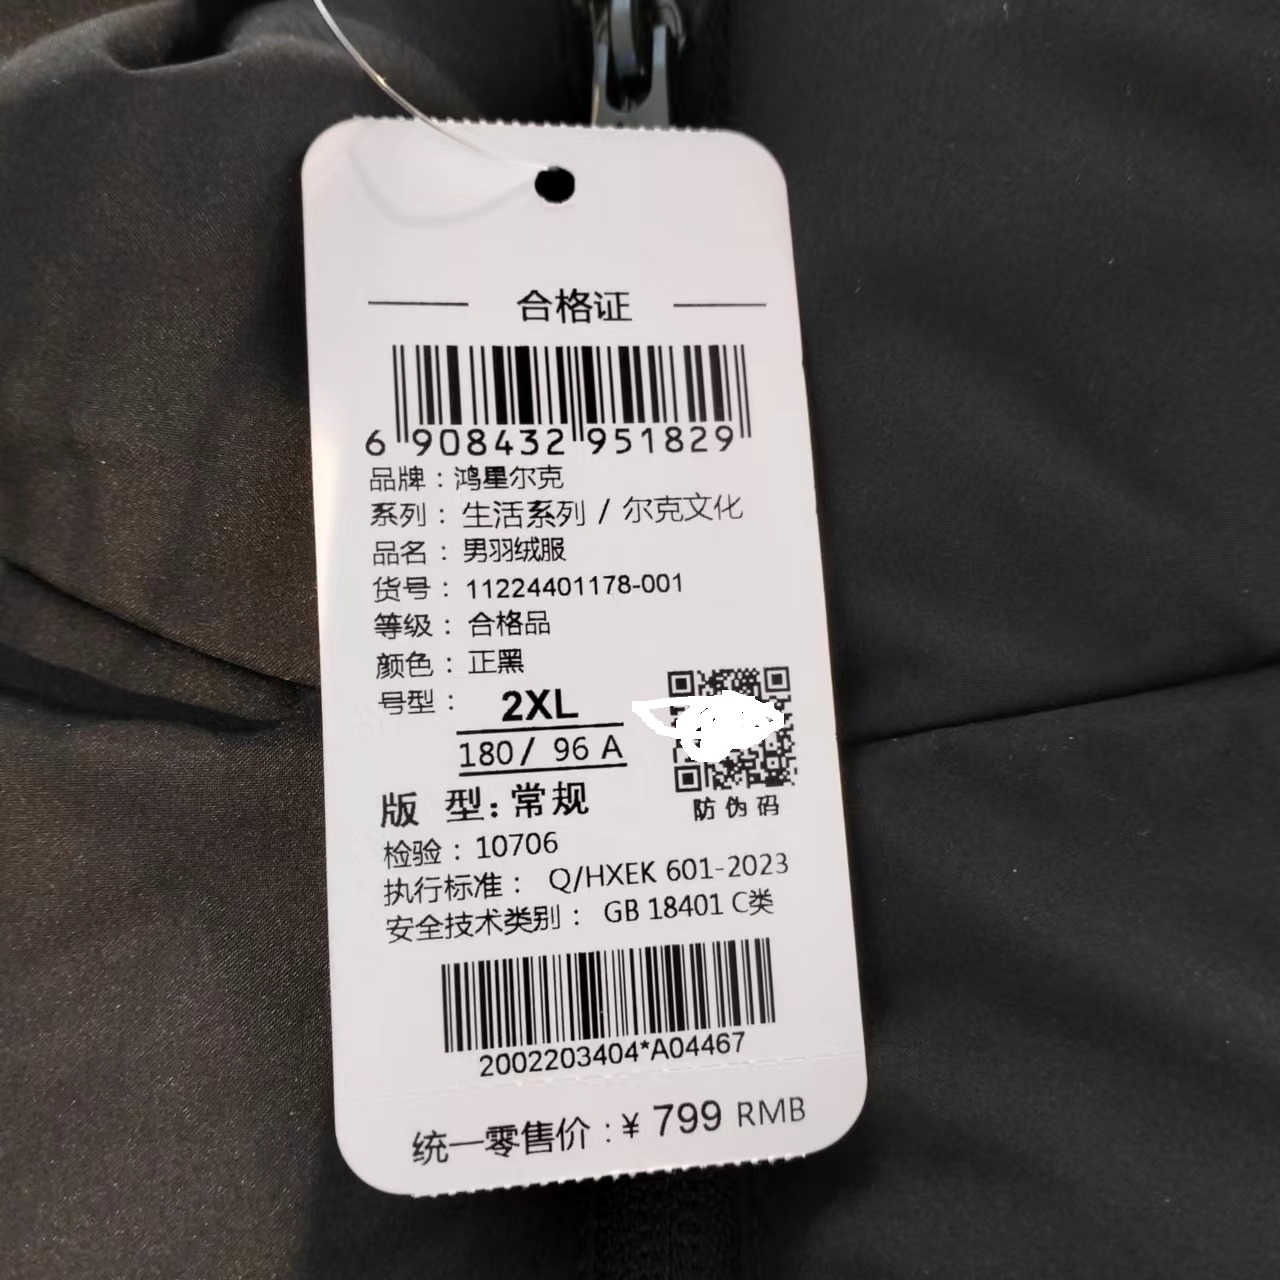 合格证
6 908432 951829
品牌：鸿星尔克
系列：生活系列 / 尔克文化
品名：男羽绒服
货号：11224401178-001
等级：合格品
颜色：正黑
号型：2XL
180/ 96 A
防伪码
版 型：常规
检验：10706
执行标准：Q/HXEK 601-2023
安全技术类别：GB 18401 C类
2002203404*A04467
统一零售价：¥ 799 RMB